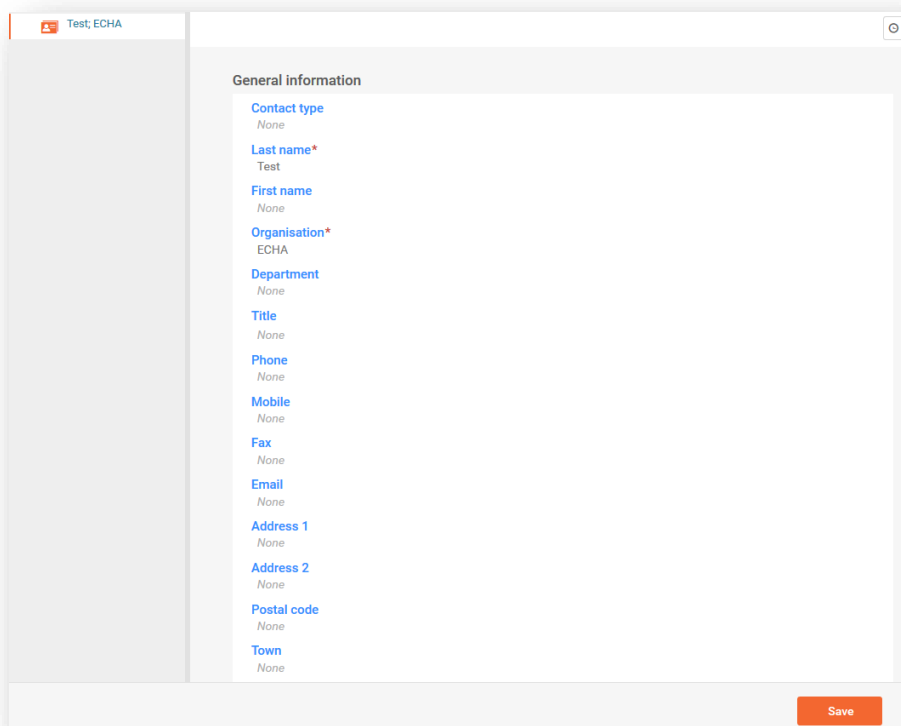 Test; ECHA
General information
Contact type
None
Last name*
Test
First name
None
Organisation*
ECHA
Department
None
Title
None
Phone
None
Mobile
None
Fax
None
Email
None
Address 1
None
Address 2
None
Postal code
None
Town
None
Save